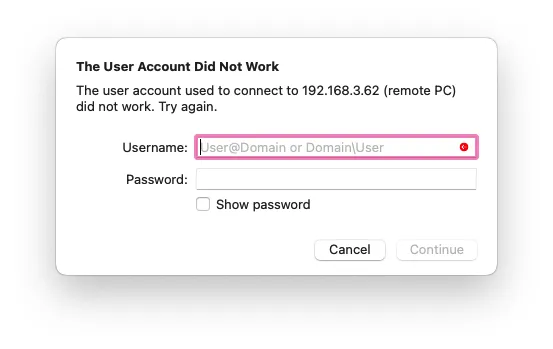 The User Account Did Not Work
The user account used to connect to 192.168.3.62 (remote PC)
did not work. Try again.
Username: User@Domain or Domain\User
Password:
Show password
Cancel Continue